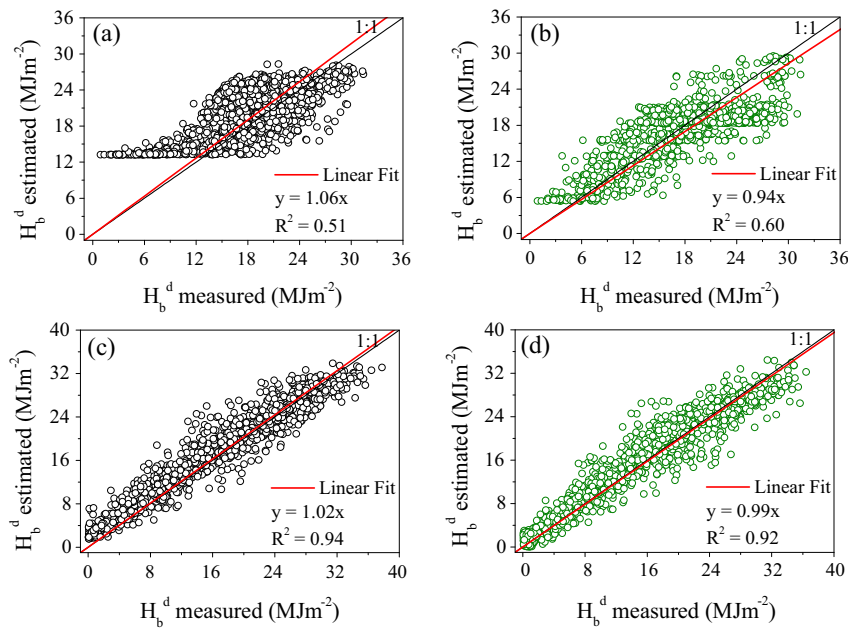 (a)
1:1
36
30
24
18
12
6
0
H_b^d estimated (MJm^-2)
Linear Fit
y = 1.06x
R^2 = 0.51
0 6 12 18 24 30 36
H_b^d measured (MJm^-2)
(b)
1:1
36
30
24
18
12
6
0
H_b^d estimated (MJm^-2)
Linear Fit
y = 0.94x
R^2 = 0.60
0 6 12 18 24 30 36
H_b^d measured (MJm^-2)
(c)
1:1
40
32
24
16
8
0
H_b^d estimated (MJm^-2)
Linear Fit
y = 1.02x
R^2 = 0.94
0 8 16 24 32 40
H_b^d measured (MJm^-2)
(d)
1:1
40
32
24
16
8
0
H_b^d estimated (MJm^-2)
Linear Fit
y = 0.99x
R^2 = 0.92
0 8 16 24 32 40
H_b^d measured (MJm^-2)